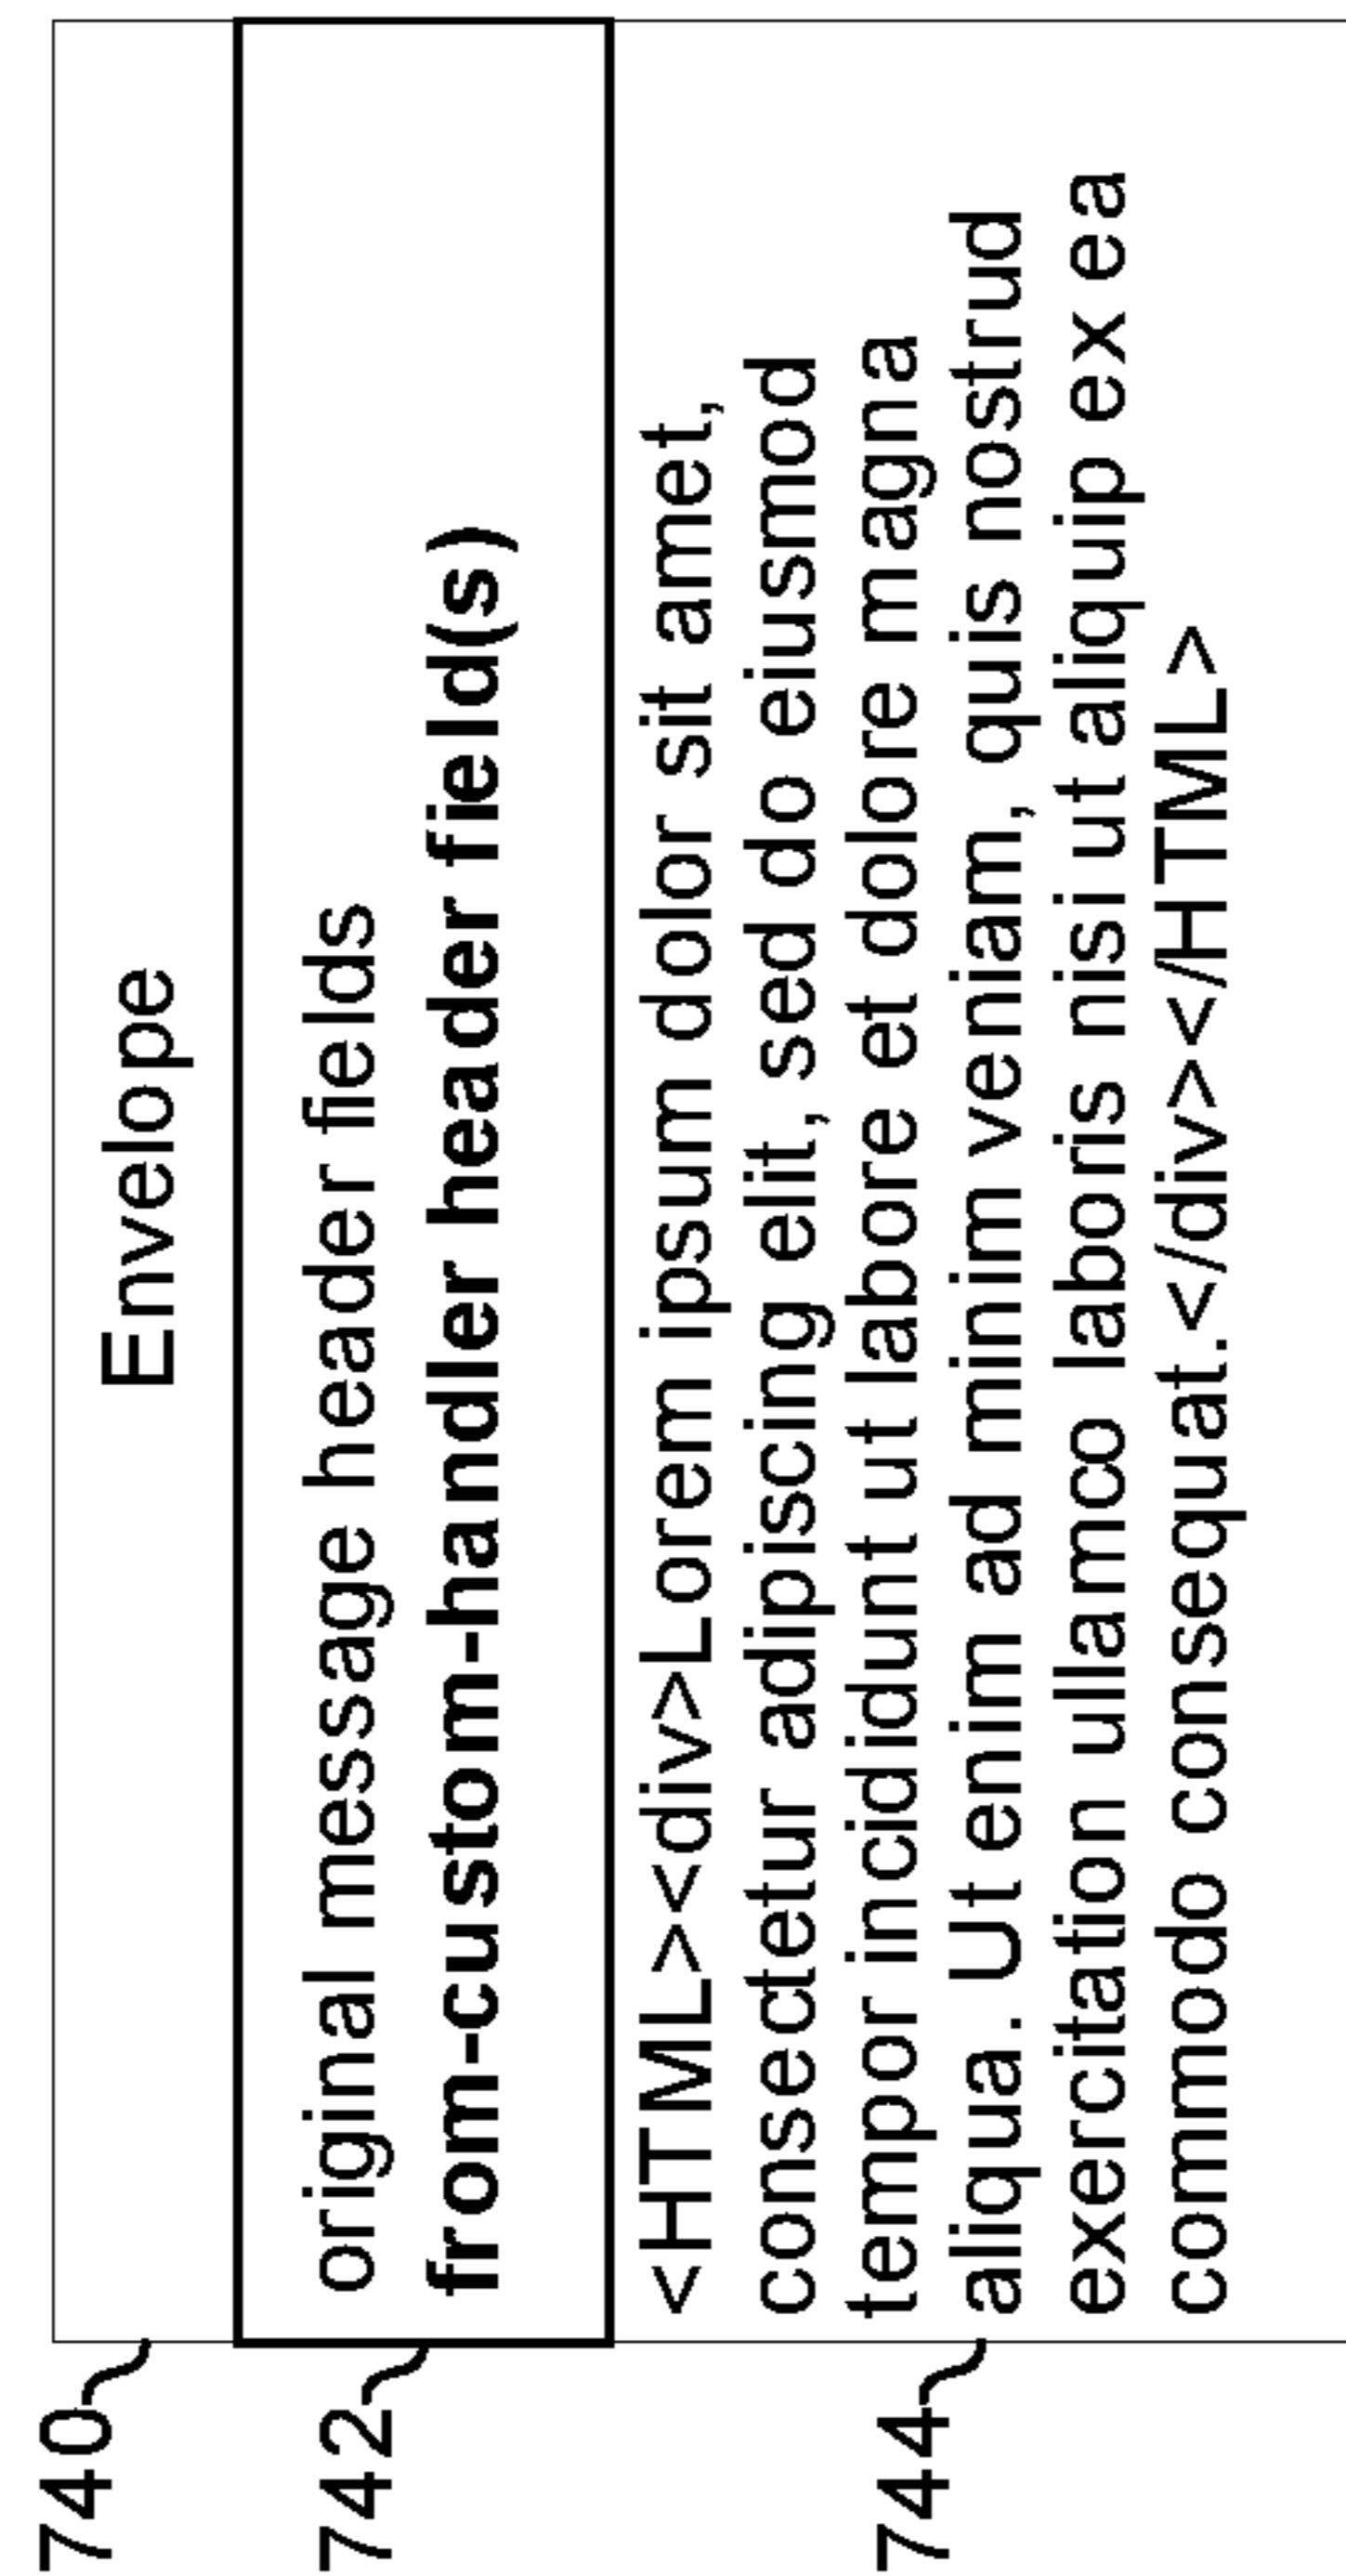 740
Envelope
742
original message header fields
from-custom-handler header field(s)
744
<HTML><div>Lorem ipsum dolor sit amet,
consectetur adipiscing elit, sed do eiusmod
tempor incididunt ut labore et dolore magna
aliqua. Ut enim ad minim veniam, quis nostrud
exercitation ullamco laboris nisi ut aliquip ex ea
commodo consequat.</div></HTML>